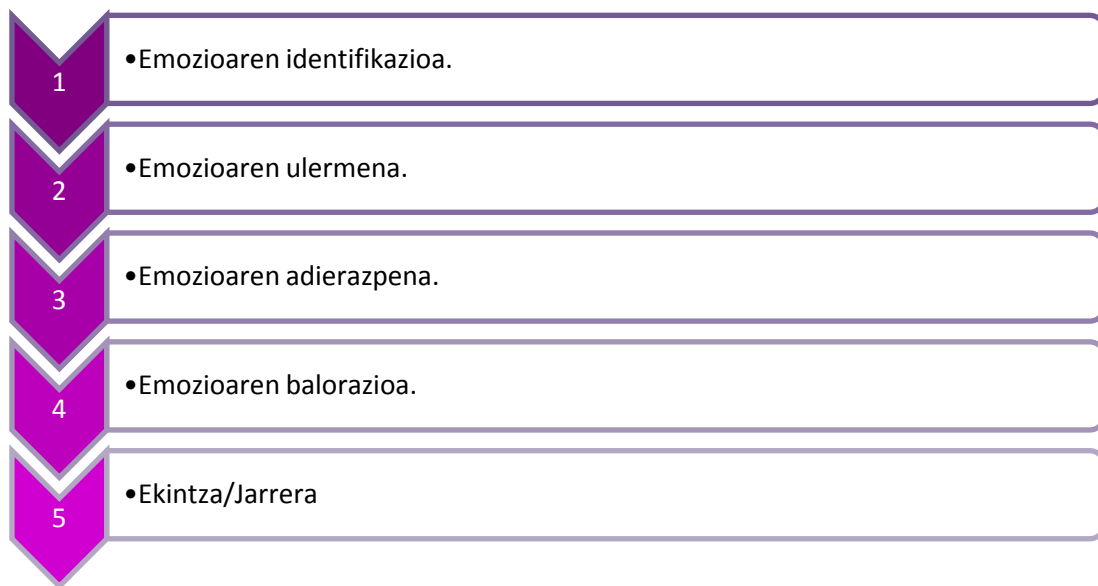 1 •Emozioaren identifikazioa.
2 •Emozioaren ulermena.
3 •Emozioaren adierazpena.
4 •Emozioaren balorazioa.
5 •Ekintza/Jarrera